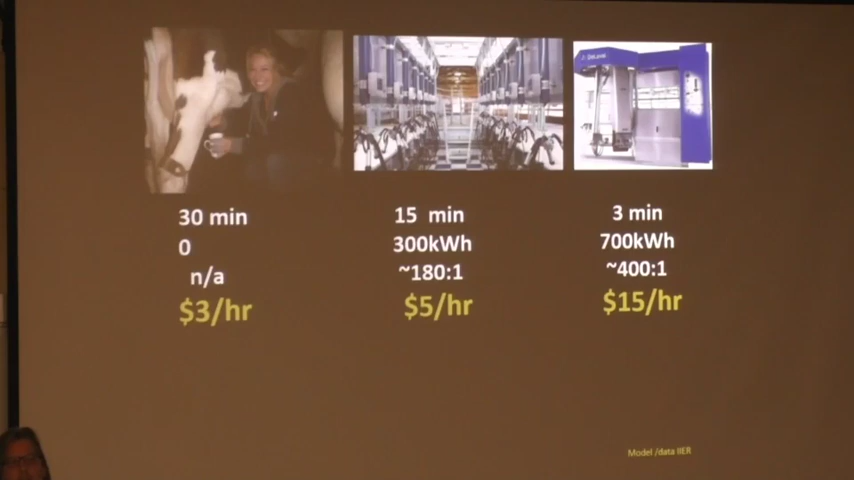 DeLaval
30 min
0
n/a
$3/hr
15 min
300kWh
~180:1
$5/hr
3 min
700kWh
~400:1
$15/hr
Model /data IIER